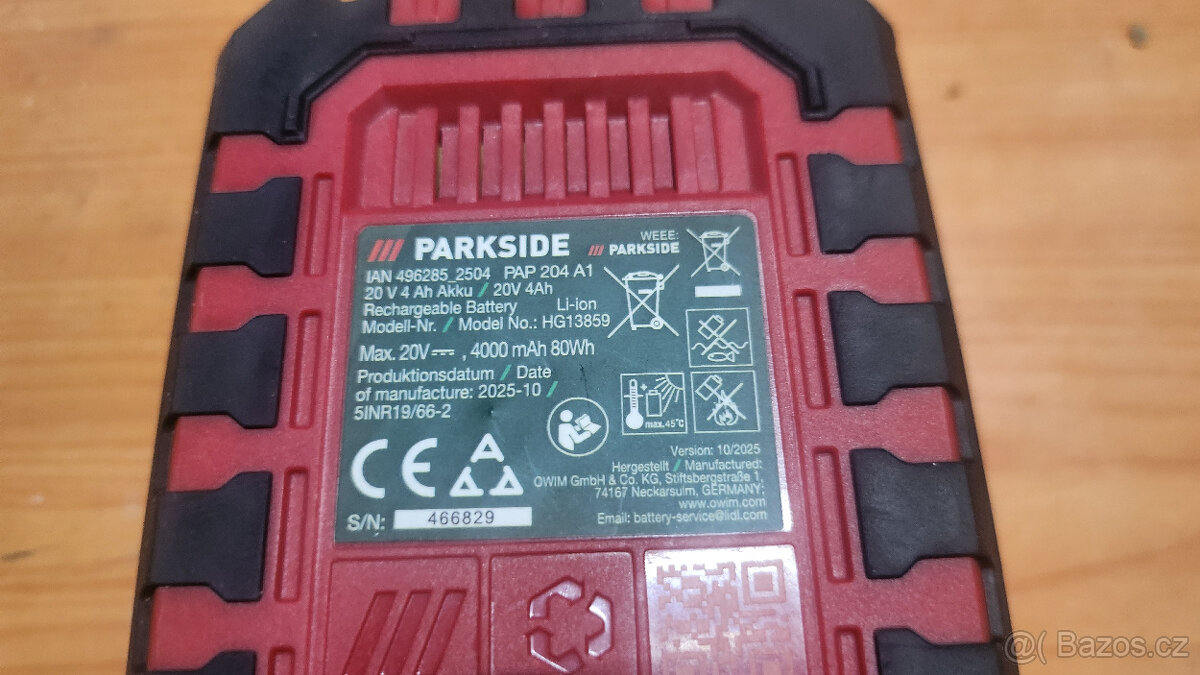 PARKSIDE
WEEE:
PARKSIDE
IAN 496285_2504 PAP 204 A1
20 V 4 Ah Akku / 20V 4Ah
Rechargeable Battery Li-ion
Modell-Nr. / Model No.: HG13859
Max. 20V⎓, 4000 mAh 80Wh
Produktionsdatum / Date
of manufacture: 2025-10 /
5INR19/66-2
max.45°C
CE
Version: 10/2025
Hergestellt / Manufactured:
OWIM GmbH & Co. KG, Stiftsbergstraße 1,
74167 Neckarsulm, GERMANY;
www.owim.com
Email: battery-service@lidl.com
S/N: 466829
Bazos.cz